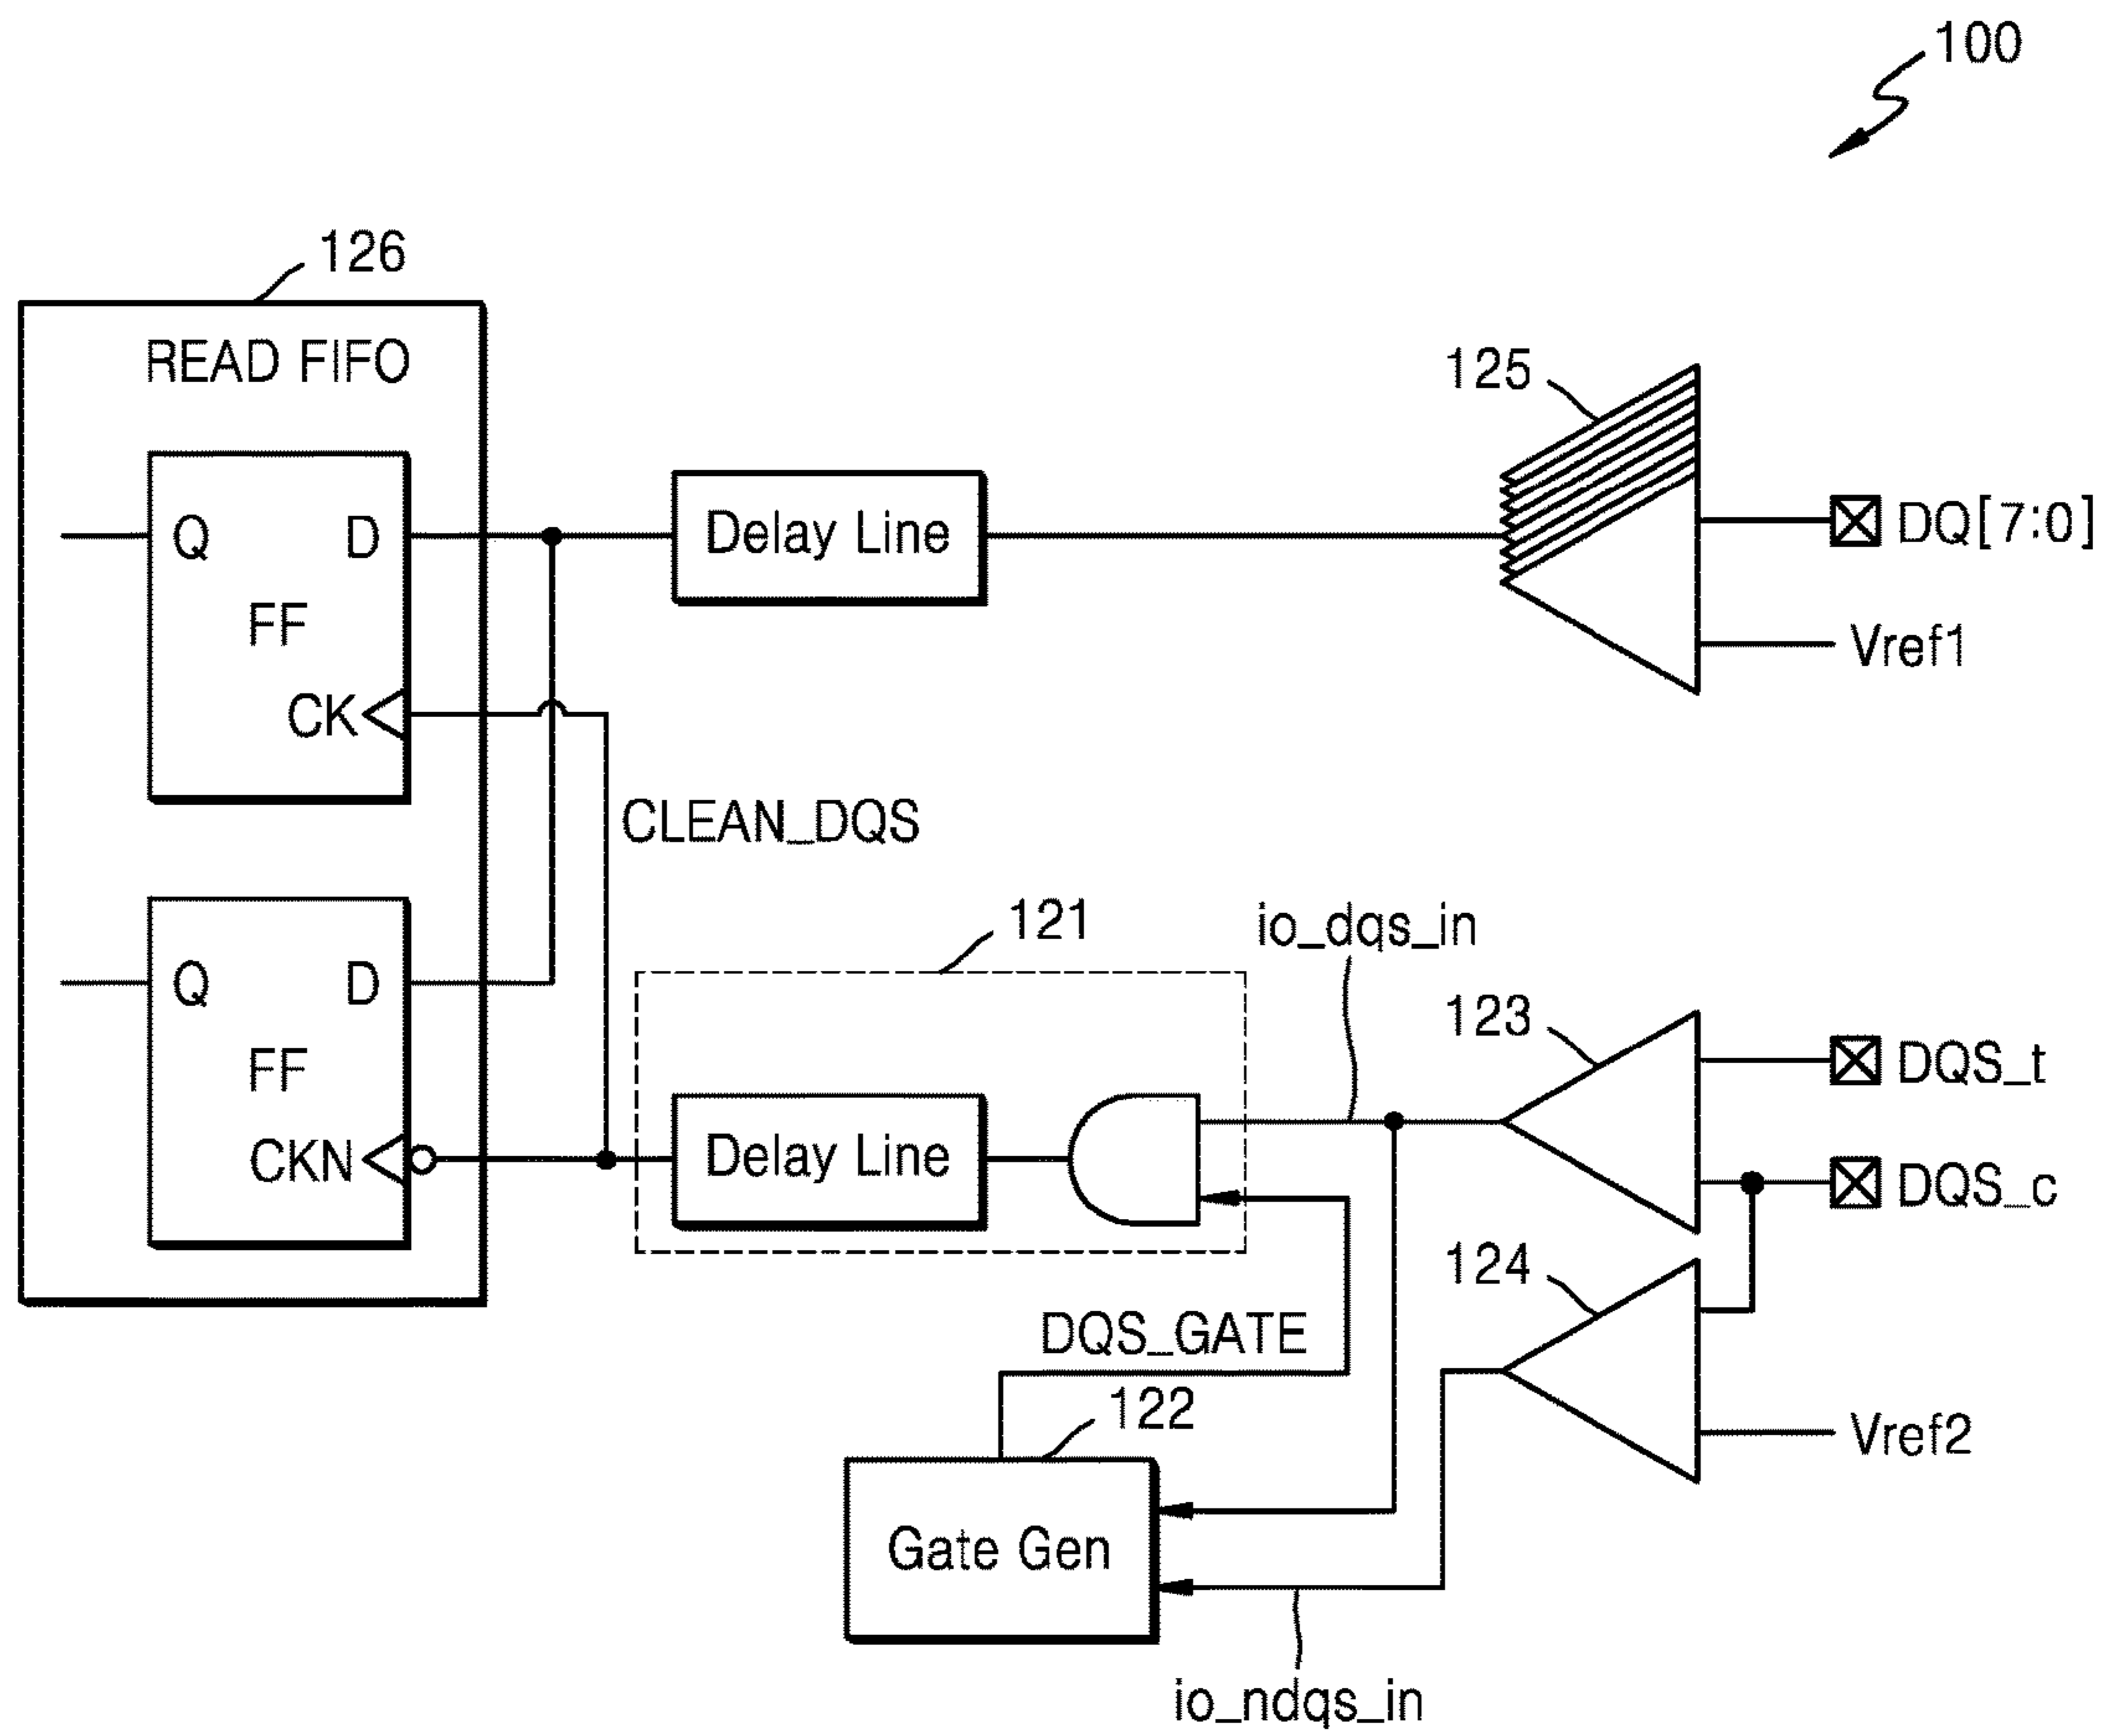 100
126
READ FIFO
125
Q
D
Delay Line
DQ[7:0]
FF
Vref1
CK
CLEAN_DQS
121
io_dqs_in
Q
D
123
DQS_t
FF
CKN
Delay Line
DQS_c
124
DQS_GATE
122
Vref2
Gate Gen
io_ndqs_in